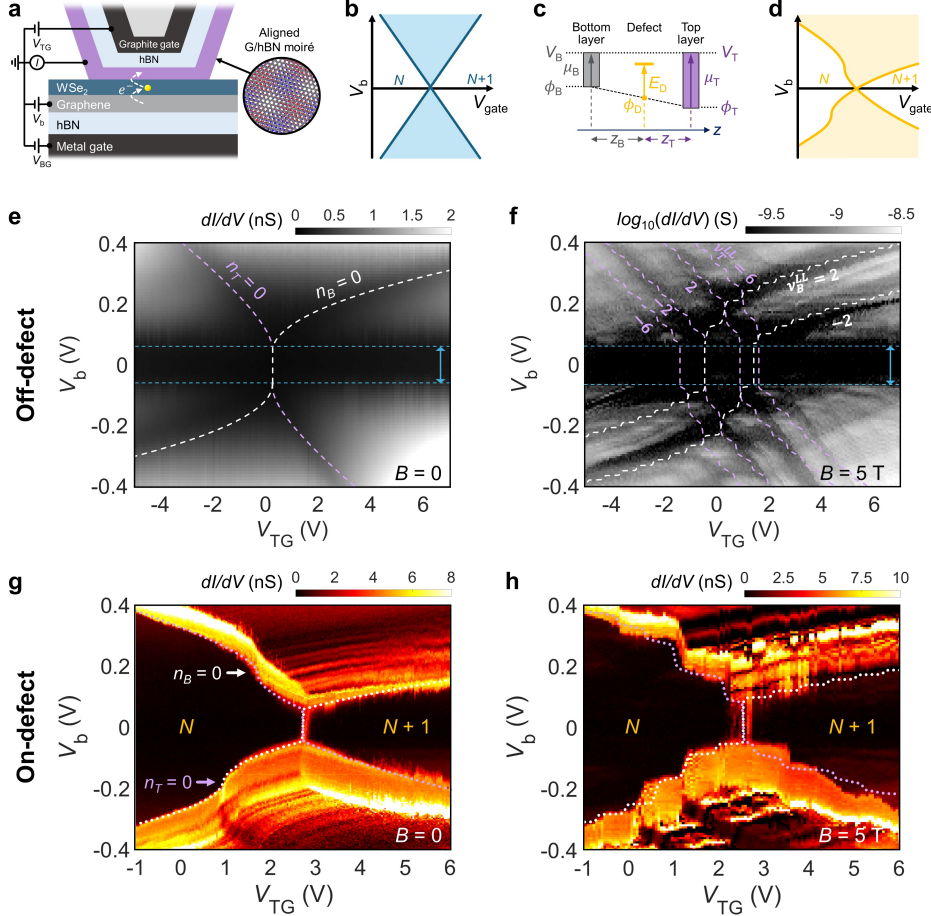 a
Graphite gate
hBN
V_TG
I
Aligned
G/hBN moiré
WSe₂
e⁻
Graphene
V_b
hBN
Metal gate
V_BG
b
V_b
N
N+1
V_gate
c
Bottom layer
Defect
Top layer
V_B
V_T
μ_B
E_D
μ_T
ϕ_B
ϕ_D
ϕ_T
z
z_B
z_T
d
V_b
N
N+1
V_gate
Off-defect
e
dI/dV (nS)
0 0.5 1 1.5 2
n_T = 0
n_B = 0
0.4
0.2
0
-0.2
-0.4
V_b (V)
B = 0
-4 -2 0 2 4 6
V_TG (V)
f
log₁₀(dI/dV) (S)
-9.5 -9 -8.5
ν_T^LL = 6
2
-2
-6
ν_B^LL = 2
-2
0.4
0.2
0
-0.2
-0.4
V_b (V)
B = 5 T
-4 -2 0 2 4 6
V_TG (V)
On-defect
g
dI/dV (nS)
0 2 4 6 8
0.4
0.2
0
-0.2
-0.4
V_b (V)
n_B = 0
N
N + 1
n_T = 0
B = 0
-1 0 1 2 3 4 5 6
V_TG (V)
h
dI/dV (nS)
0 2.5 5 7.5 10
0.4
0.2
0
-0.2
-0.4
V_b (V)
N
N + 1
B = 5 T
-1 0 1 2 3 4 5 6
V_TG (V)